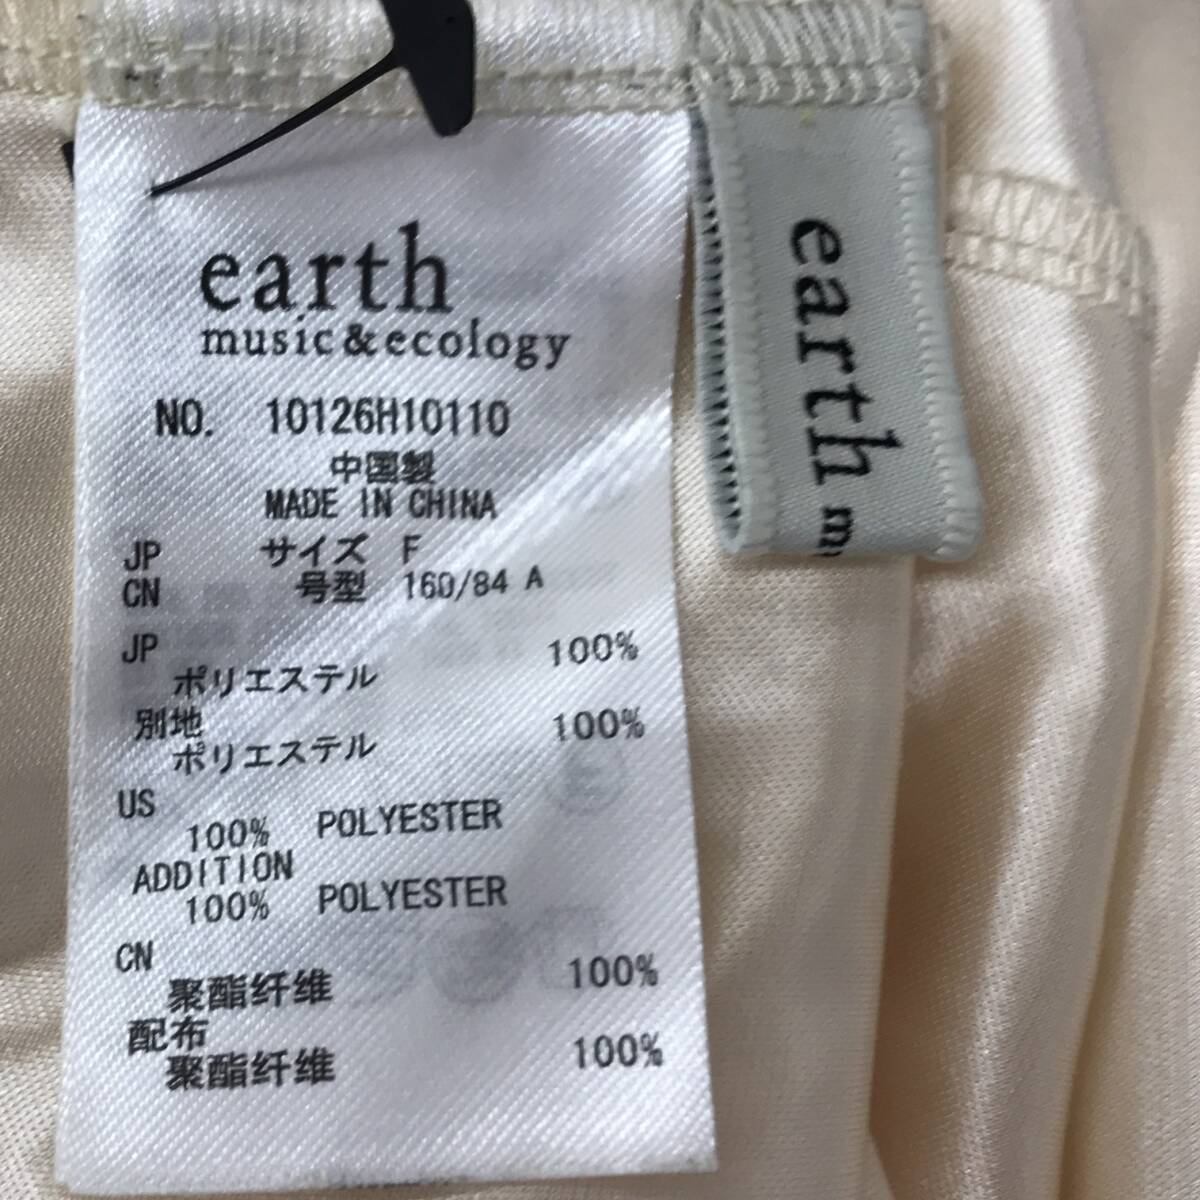 earth
music&ecology
NO. 10126H10110
中国製
MADE IN CHINA
JP サイズ F
CN 号型 160/84 A
JP
ポリエステル 100%
別地
ポリエステル 100%
US
100% POLYESTER
ADDITION
100% POLYESTER
CN
聚酯纤维 100%
配布
聚酯纤维 100%
earth